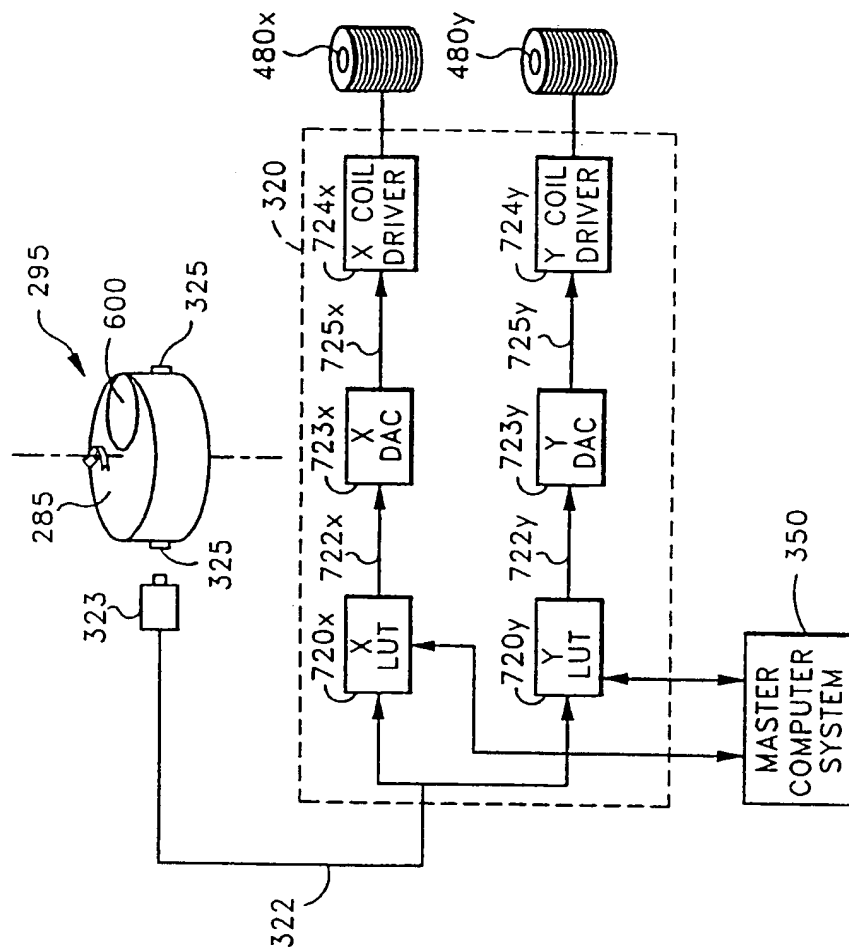 295
600
325
285
325
323
322
320
480x
480y
720x
X
LUT
722x
723x
X
DAC
725x
724x
X COIL
DRIVER
720y
Y
LUT
722y
723y
Y
DAC
725y
724y
Y COIL
DRIVER
350
MASTER
COMPUTER
SYSTEM